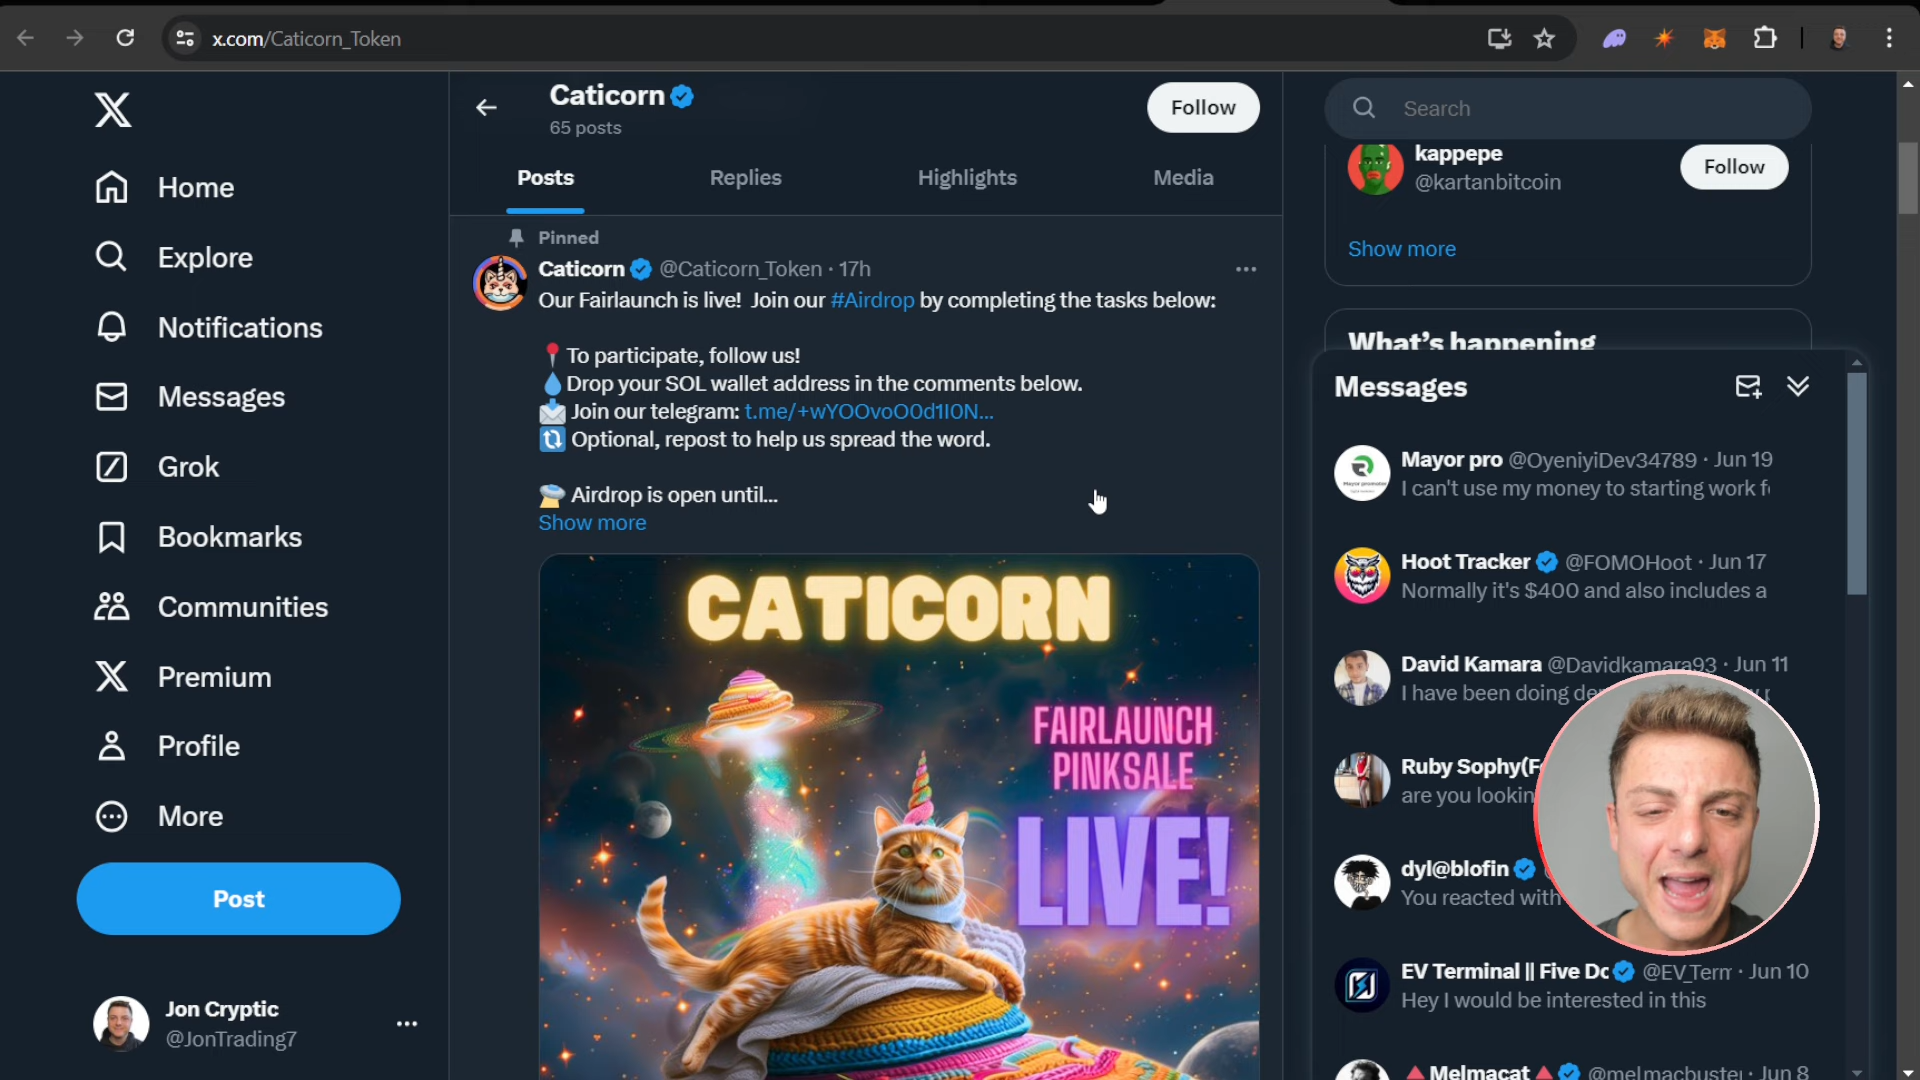 x.com/Caticorn_Token
Home
Explore
Notifications
Messages
Grok
Bookmarks
Communities
Premium
Profile
More
Post
Jon Cryptic
@JonTrading7
Caticorn
65 posts
Follow
Posts
Replies
Highlights
Media
Pinned
Caticorn @Caticorn_Token · 17h
Our Fairlaunch is live! Join our #Airdrop by completing the tasks below:
To participate, follow us!
Drop your SOL wallet address in the comments below.
Join our telegram: t.me/+wYOOvoO0d1I0N...
Optional, repost to help us spread the word.
Airdrop is open until...
Show more
CATICORN
FAIRLAUNCH
PINKSALE
LIVE!
Search
kappepe
@kartanbitcoin
Follow
Show more
What's happening
Messages
Mayor pro @OyeniyiDev34789 · Jun 19
I can't use my money to starting work fo
Hoot Tracker @FOMOHoot · Jun 17
Normally it's $400 and also includes a
David Kamara @Davidkamara93 · Jun 11
I have been doing
Ruby Sophy
are you lookin
dyl@blofin
You reacted with
EV Terminal || Five Do @EV_Term · Jun 10
Hey I would be interested in this
Melmacat @melmacbuster · Jun 8